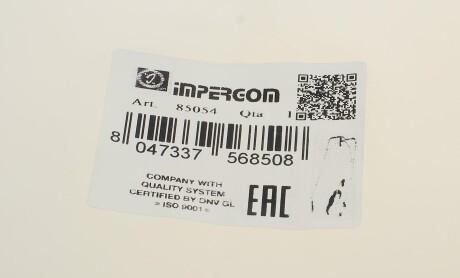 IMPERGOM
Art. 85054 Qta 1
8 047337 568508
COMPANY WITH
QUALITY SYSTEM
CERTIFIED BY DNV GL
= ISO 9001 =
EAC